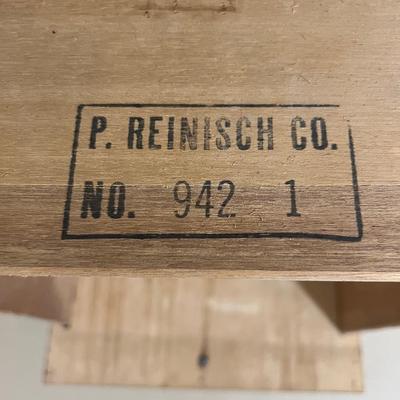 P. REINISCH CO.
NO. 942 1